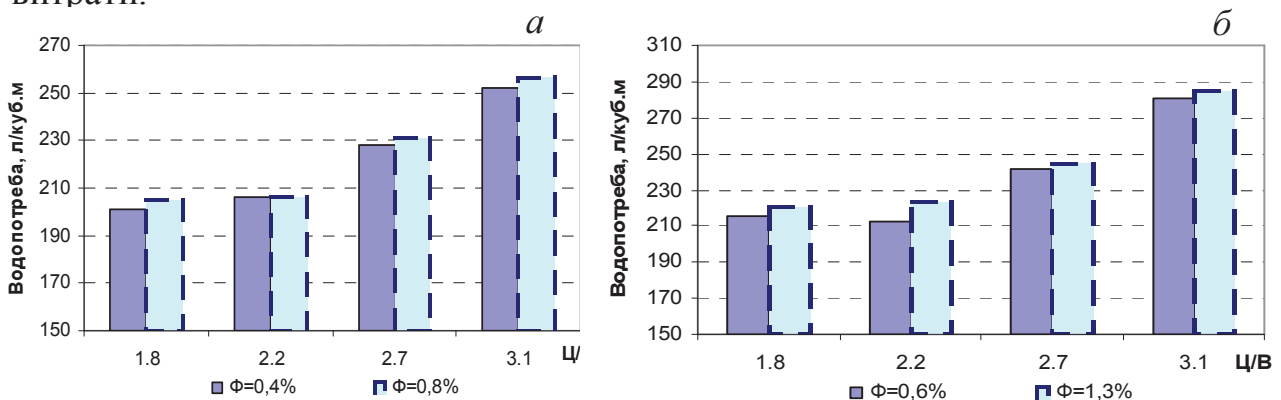 витрати.
а
Водопотреба, л/куб.м
270
250
230
210
190
170
150
1.8 2.2 2.7 3.1 Ц/
Ф=0,4% Ф=0,8%
б
Водопотреба, л/куб.м
310
290
270
250
230
210
190
170
150
1.8 2.2 2.7 3.1 Ц/В
Ф=0,6% Ф=1,3%